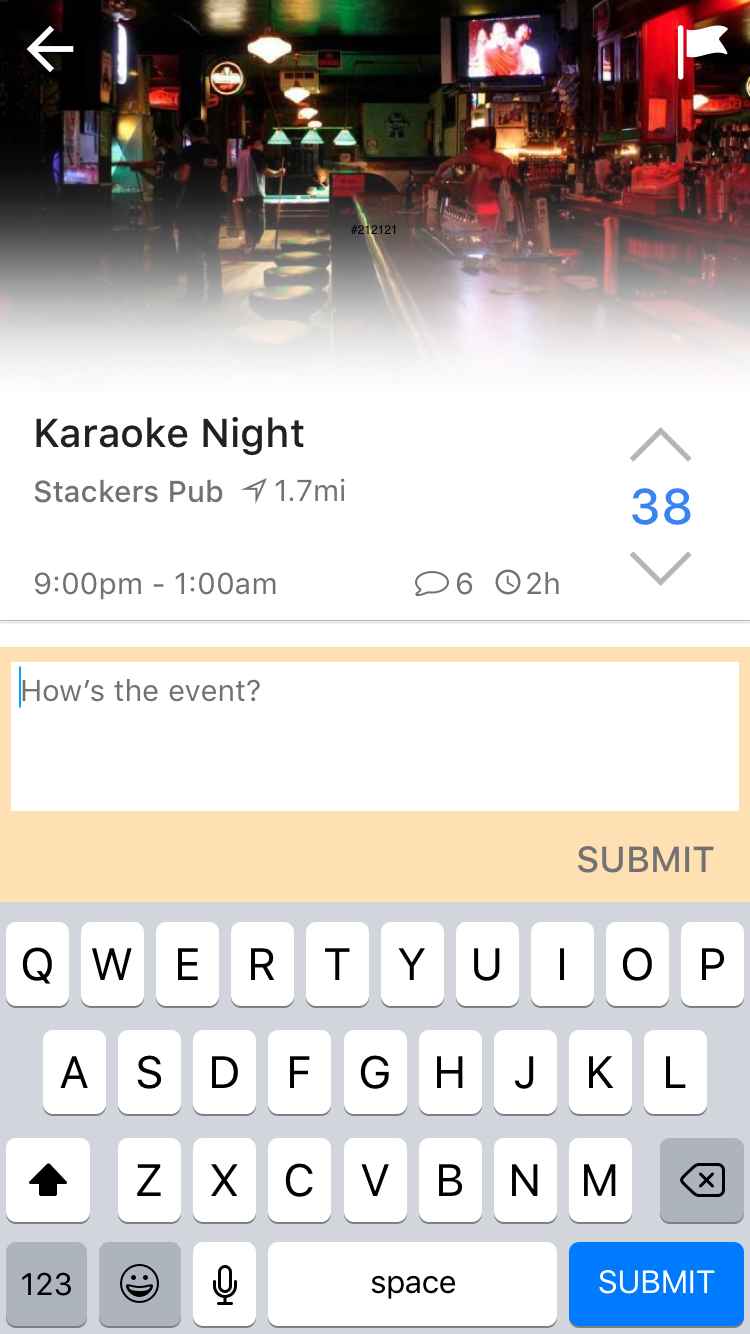 #212121
Karaoke Night
Stackers Pub 1.7mi
9:00pm - 1:00am 6 2h
38
How's the event?
SUBMIT
Q W E R T Y U I O P
A S D F G H J K L
Z X C V B N M
123 space SUBMIT